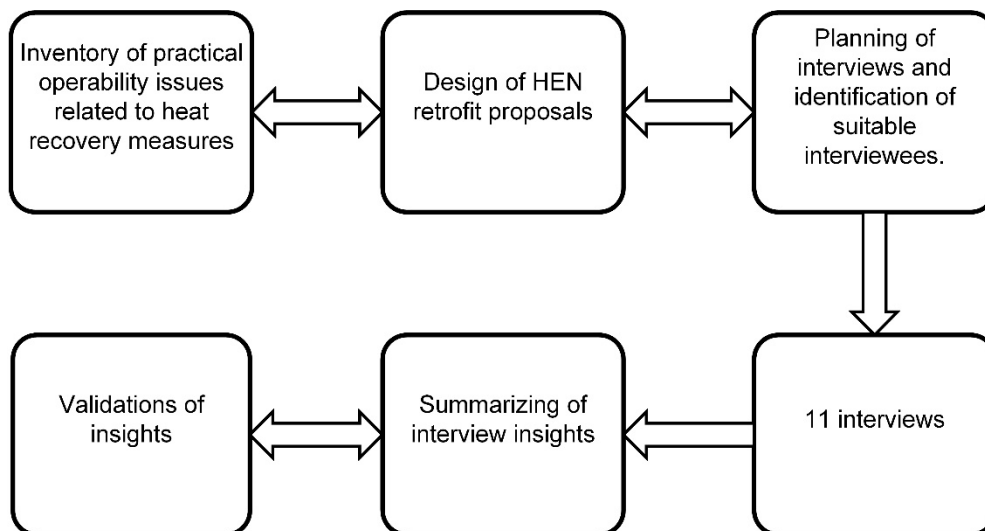 Inventory of practical
operability issues
related to heat
recovery measures
Design of HEN
retrofit proposals
Planning of
interviews and
identification of
suitable
interviewees.
Validations of
insights
Summarizing of
interview insights
11 interviews